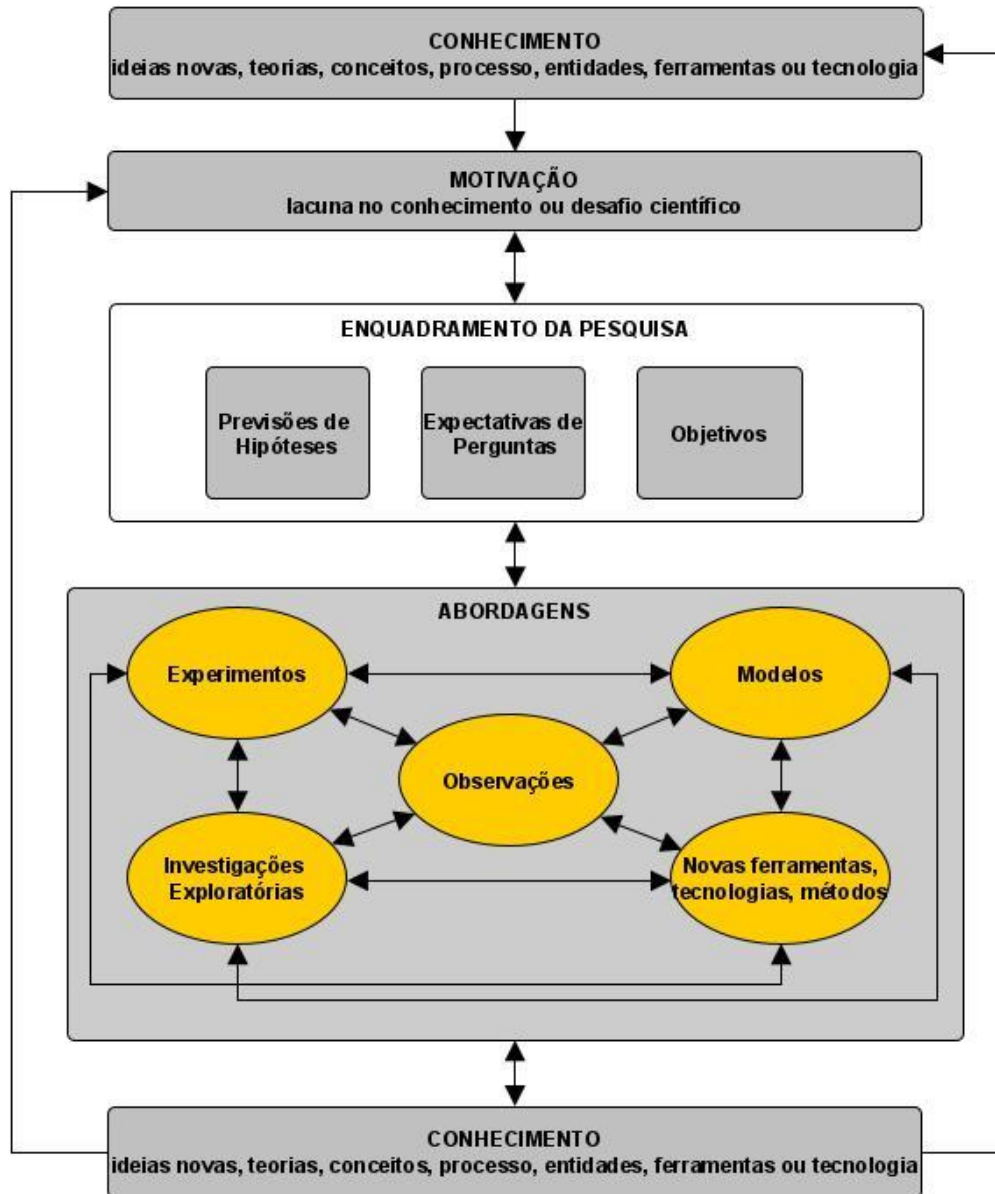 CONHECIMENTO
ideias novas, teorias, conceitos, processo, entidades, ferramentas ou tecnologia
MOTIVAÇÃO
lacuna no conhecimento ou desafio científico
ENQUADRAMENTO DA PESQUISA
Previsões de
Hipóteses
Expectativas de
Perguntas
Objetivos
ABORDAGENS
Experimentos
Modelos
Observações
Investigações
Exploratórias
Novas ferramentas,
tecnologias, métodos
CONHECIMENTO
ideias novas, teorias, conceitos, processo, entidades, ferramentas ou tecnologia